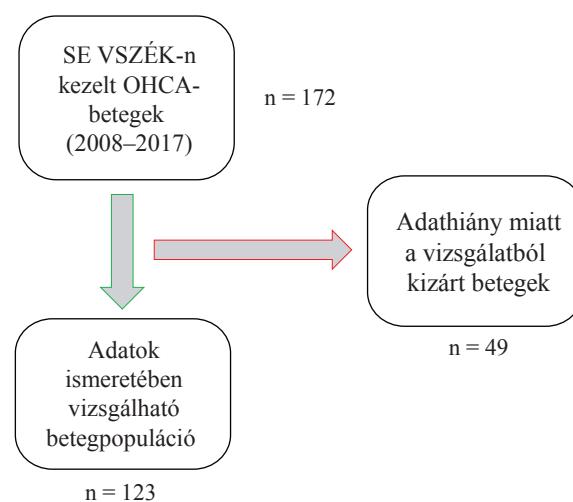 SE VSZÉK-n
kezelt OHCA-
betegek
(2008–2017)
n = 172
Adathiány miatt
a vizsgálatból
kizárt betegek
n = 49
Adatok
ismeretében
vizsgálható
betegpopuláció
n = 123